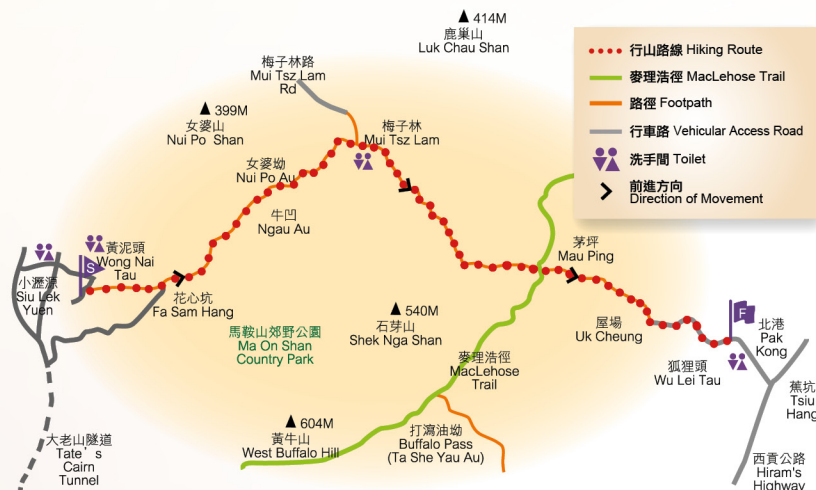 ▲ 414M
鹿巢山
Luk Chau Shan
行山路線 Hiking Route
麥理浩徑 MacLehose Trail
路徑 Footpath
行車路 Vehicular Access Road
洗手間 Toilet
前進方向
Direction of Movement
梅子林路
Mui Tsz Lam
Rd
▲ 399M
女婆山
Nui Po Shan
梅子林
Mui Tsz Lam
女婆坳
Nui Po Au
牛凹
Ngau Au
黃泥頭
Wong Nai
Tau
S
小瀝源
Siu Lek
Yuen
花心坑
Fa Sam Hang
茅坪
Mau Ping
馬鞍山郊野公園
Ma On Shan
Country Park
▲ 540M
石芽山
Shek Nga Shan
屋場
Uk Cheung
F
北港
Pak
Kong
麥理浩徑
MacLehose
Trail
狐狸頭
Wu Lei Tau
蕉坑
Tsiu
Hang
▲ 604M
黃牛山
West Buffalo Hill
打瀉油坳
Buffalo Pass
(Ta She Yau Au)
大老山隧道
Tate's
Cairn
Tunnel
西貢公路
Hiram's
Highway